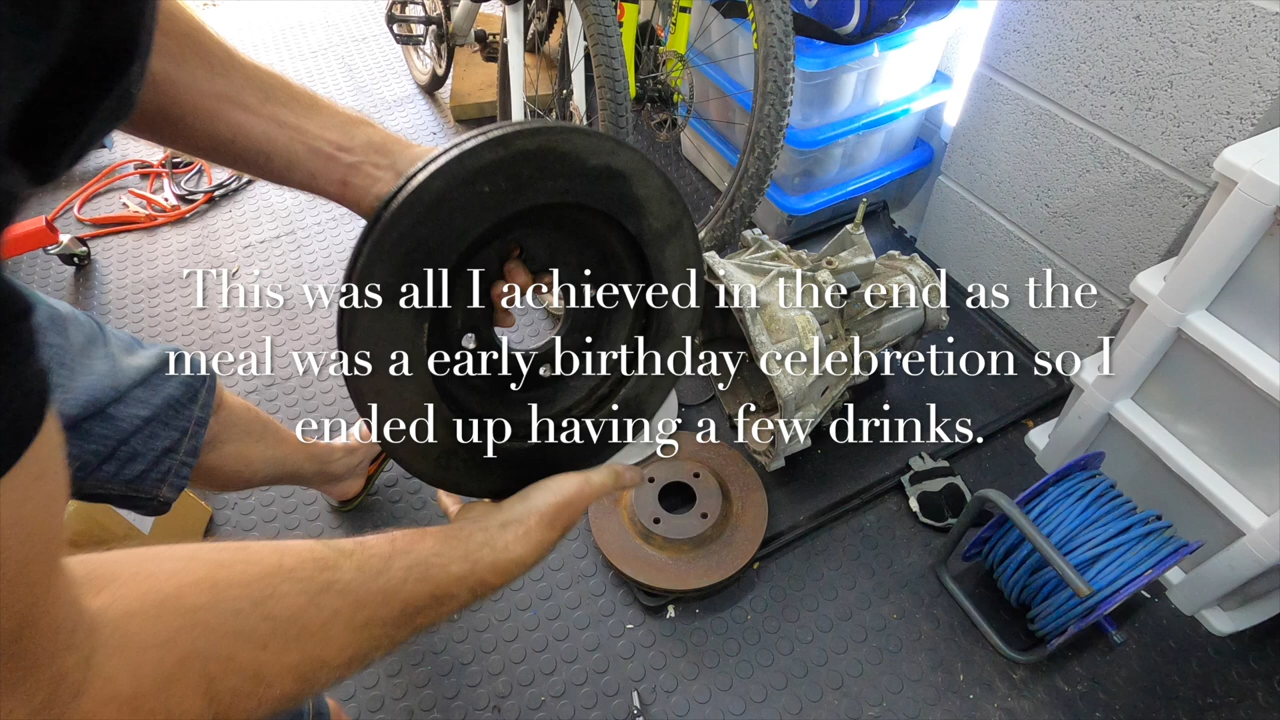 This was all I achieved in the end as the
meal was a early birthday celebretion so I
ended up having a few drinks.